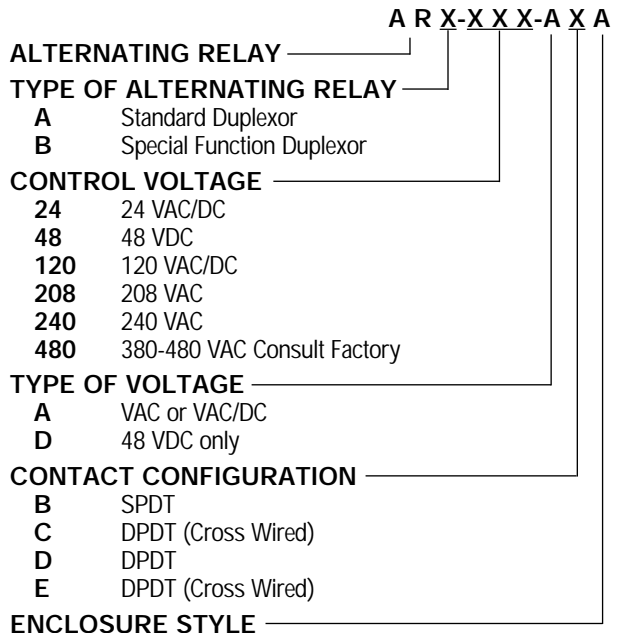 A R X-X X X-A X A
ALTERNATING RELAY
TYPE OF ALTERNATING RELAY
A Standard Duplexor
B Special Function Duplexor
CONTROL VOLTAGE
24 24 VAC/DC
48 48 VDC
120 120 VAC/DC
208 208 VAC
240 240 VAC
480 380-480 VAC Consult Factory
TYPE OF VOLTAGE
A VAC or VAC/DC
D 48 VDC only
CONTACT CONFIGURATION
B SPDT
C DPDT (Cross Wired)
D DPDT
E DPDT (Cross Wired)
ENCLOSURE STYLE